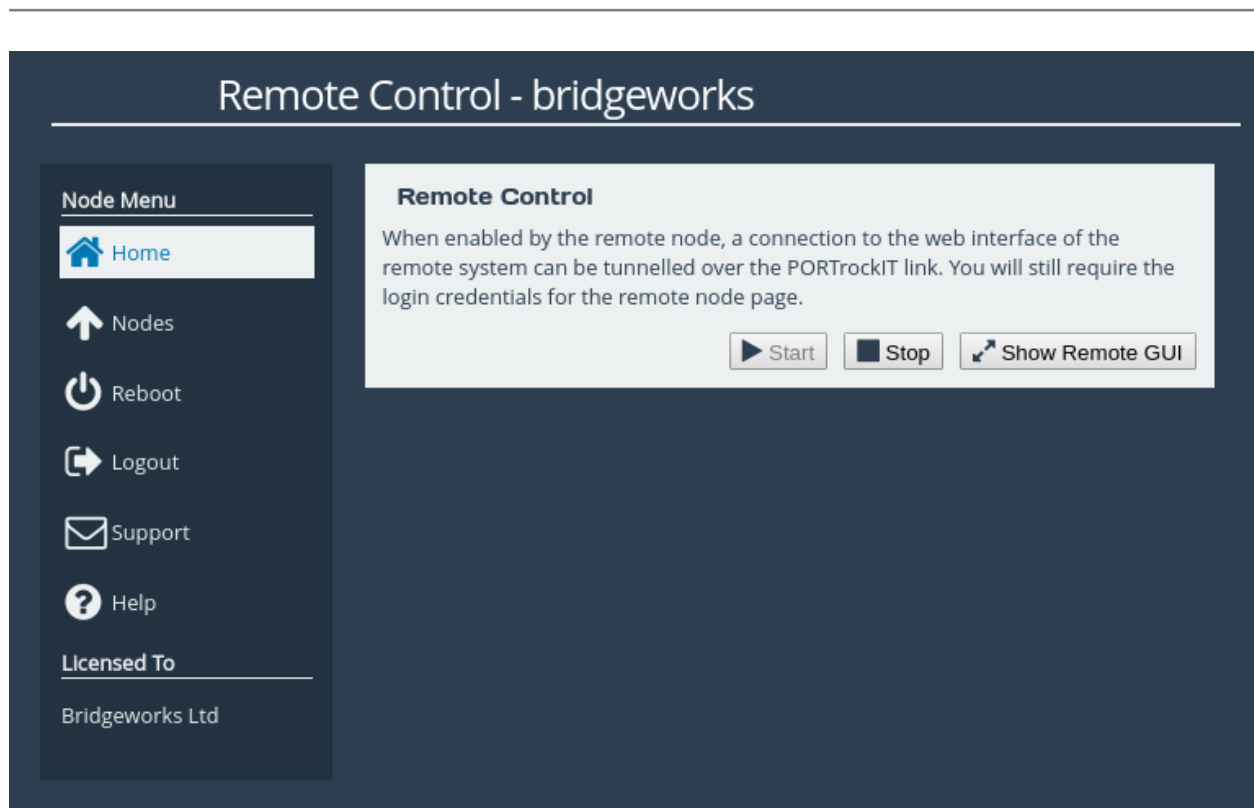 Remote Control - bridgeworks
Node Menu
Home
Nodes
Reboot
Logout
Support
Help
Licensed To
Bridgeworks Ltd
Remote Control
When enabled by the remote node, a connection to the web interface of the
remote system can be tunnelled over the PORTrockIT link. You will still require the
login credentials for the remote node page.
Start Stop Show Remote GUI